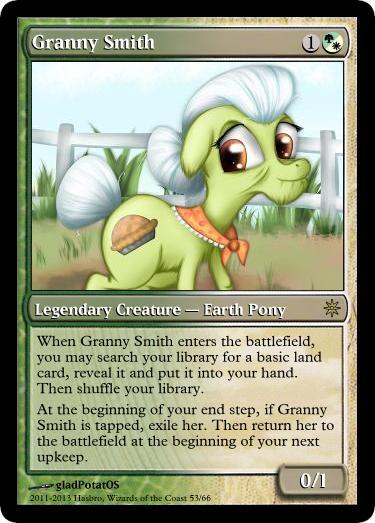 Granny Smith 1
Legendary Creature — Earth Pony
When Granny Smith enters the battlefield,
you may search your library for a basic land
card, reveal it and put it into your hand.
Then shuffle your library.
At the beginning of your end step, if Granny
Smith is tapped, exile her. Then return her to
the battlefield at the beginning of your next
upkeep.
0/1
gladPotatOS
2011-2013 Hasbro, Wizards of the Coast 53/66